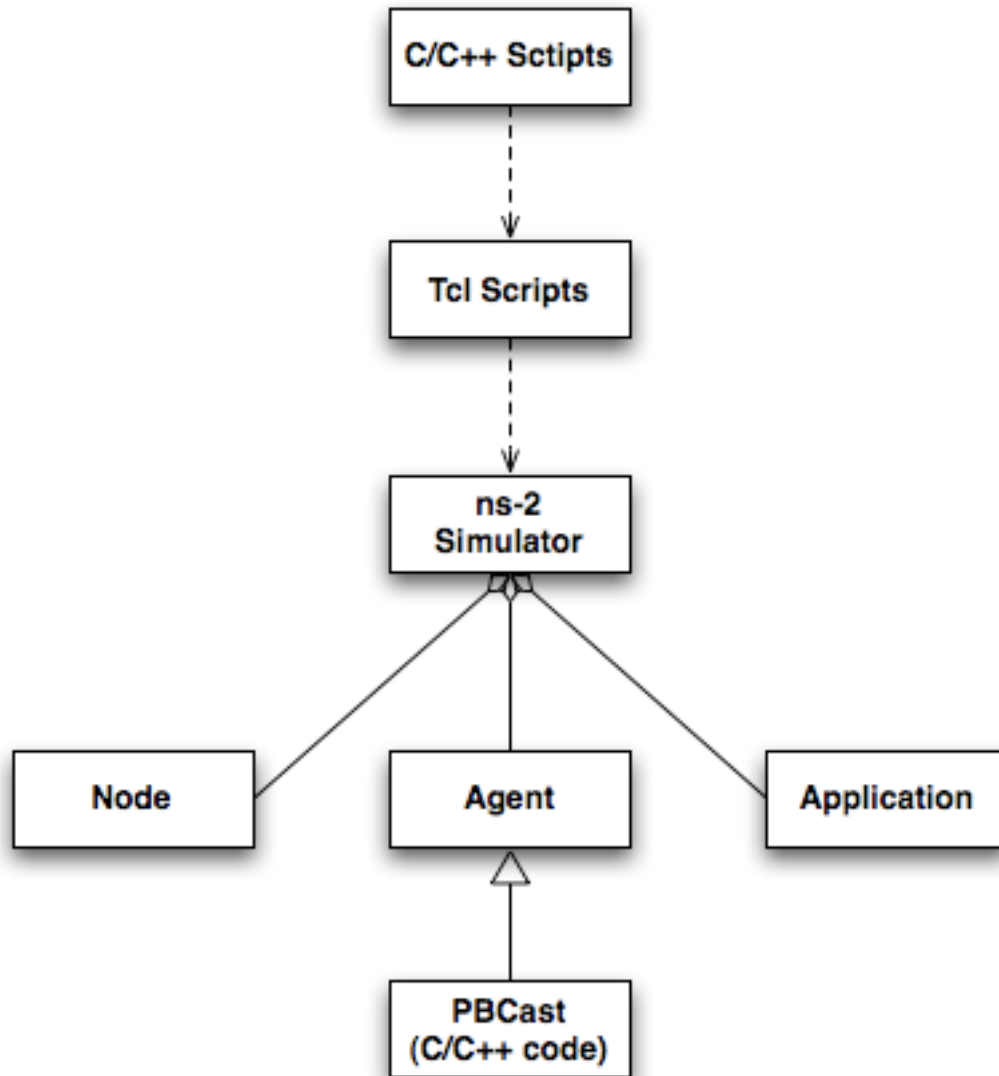 C/C++ Sctipts
Tcl Scripts
ns-2
Simulator
Node
Agent
Application
PBCast
(C/C++ code)